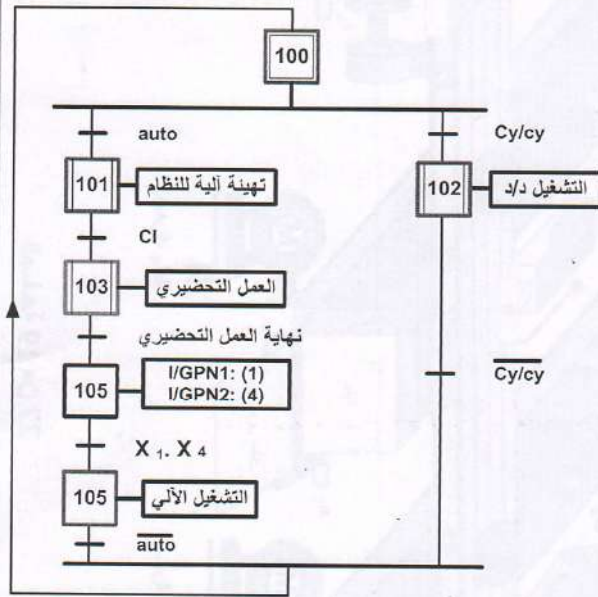 100
auto
Cy/cy
101
تهيئة آلية للنظام
102
التشغيل د/د
CI
103
العمل التحضيري
نهاية العمل التحضيري
105
I/GPN1: (1)
I/GPN2: (4)
Cy/cy
X 1. X 4
105
التشغيل الآلي
auto